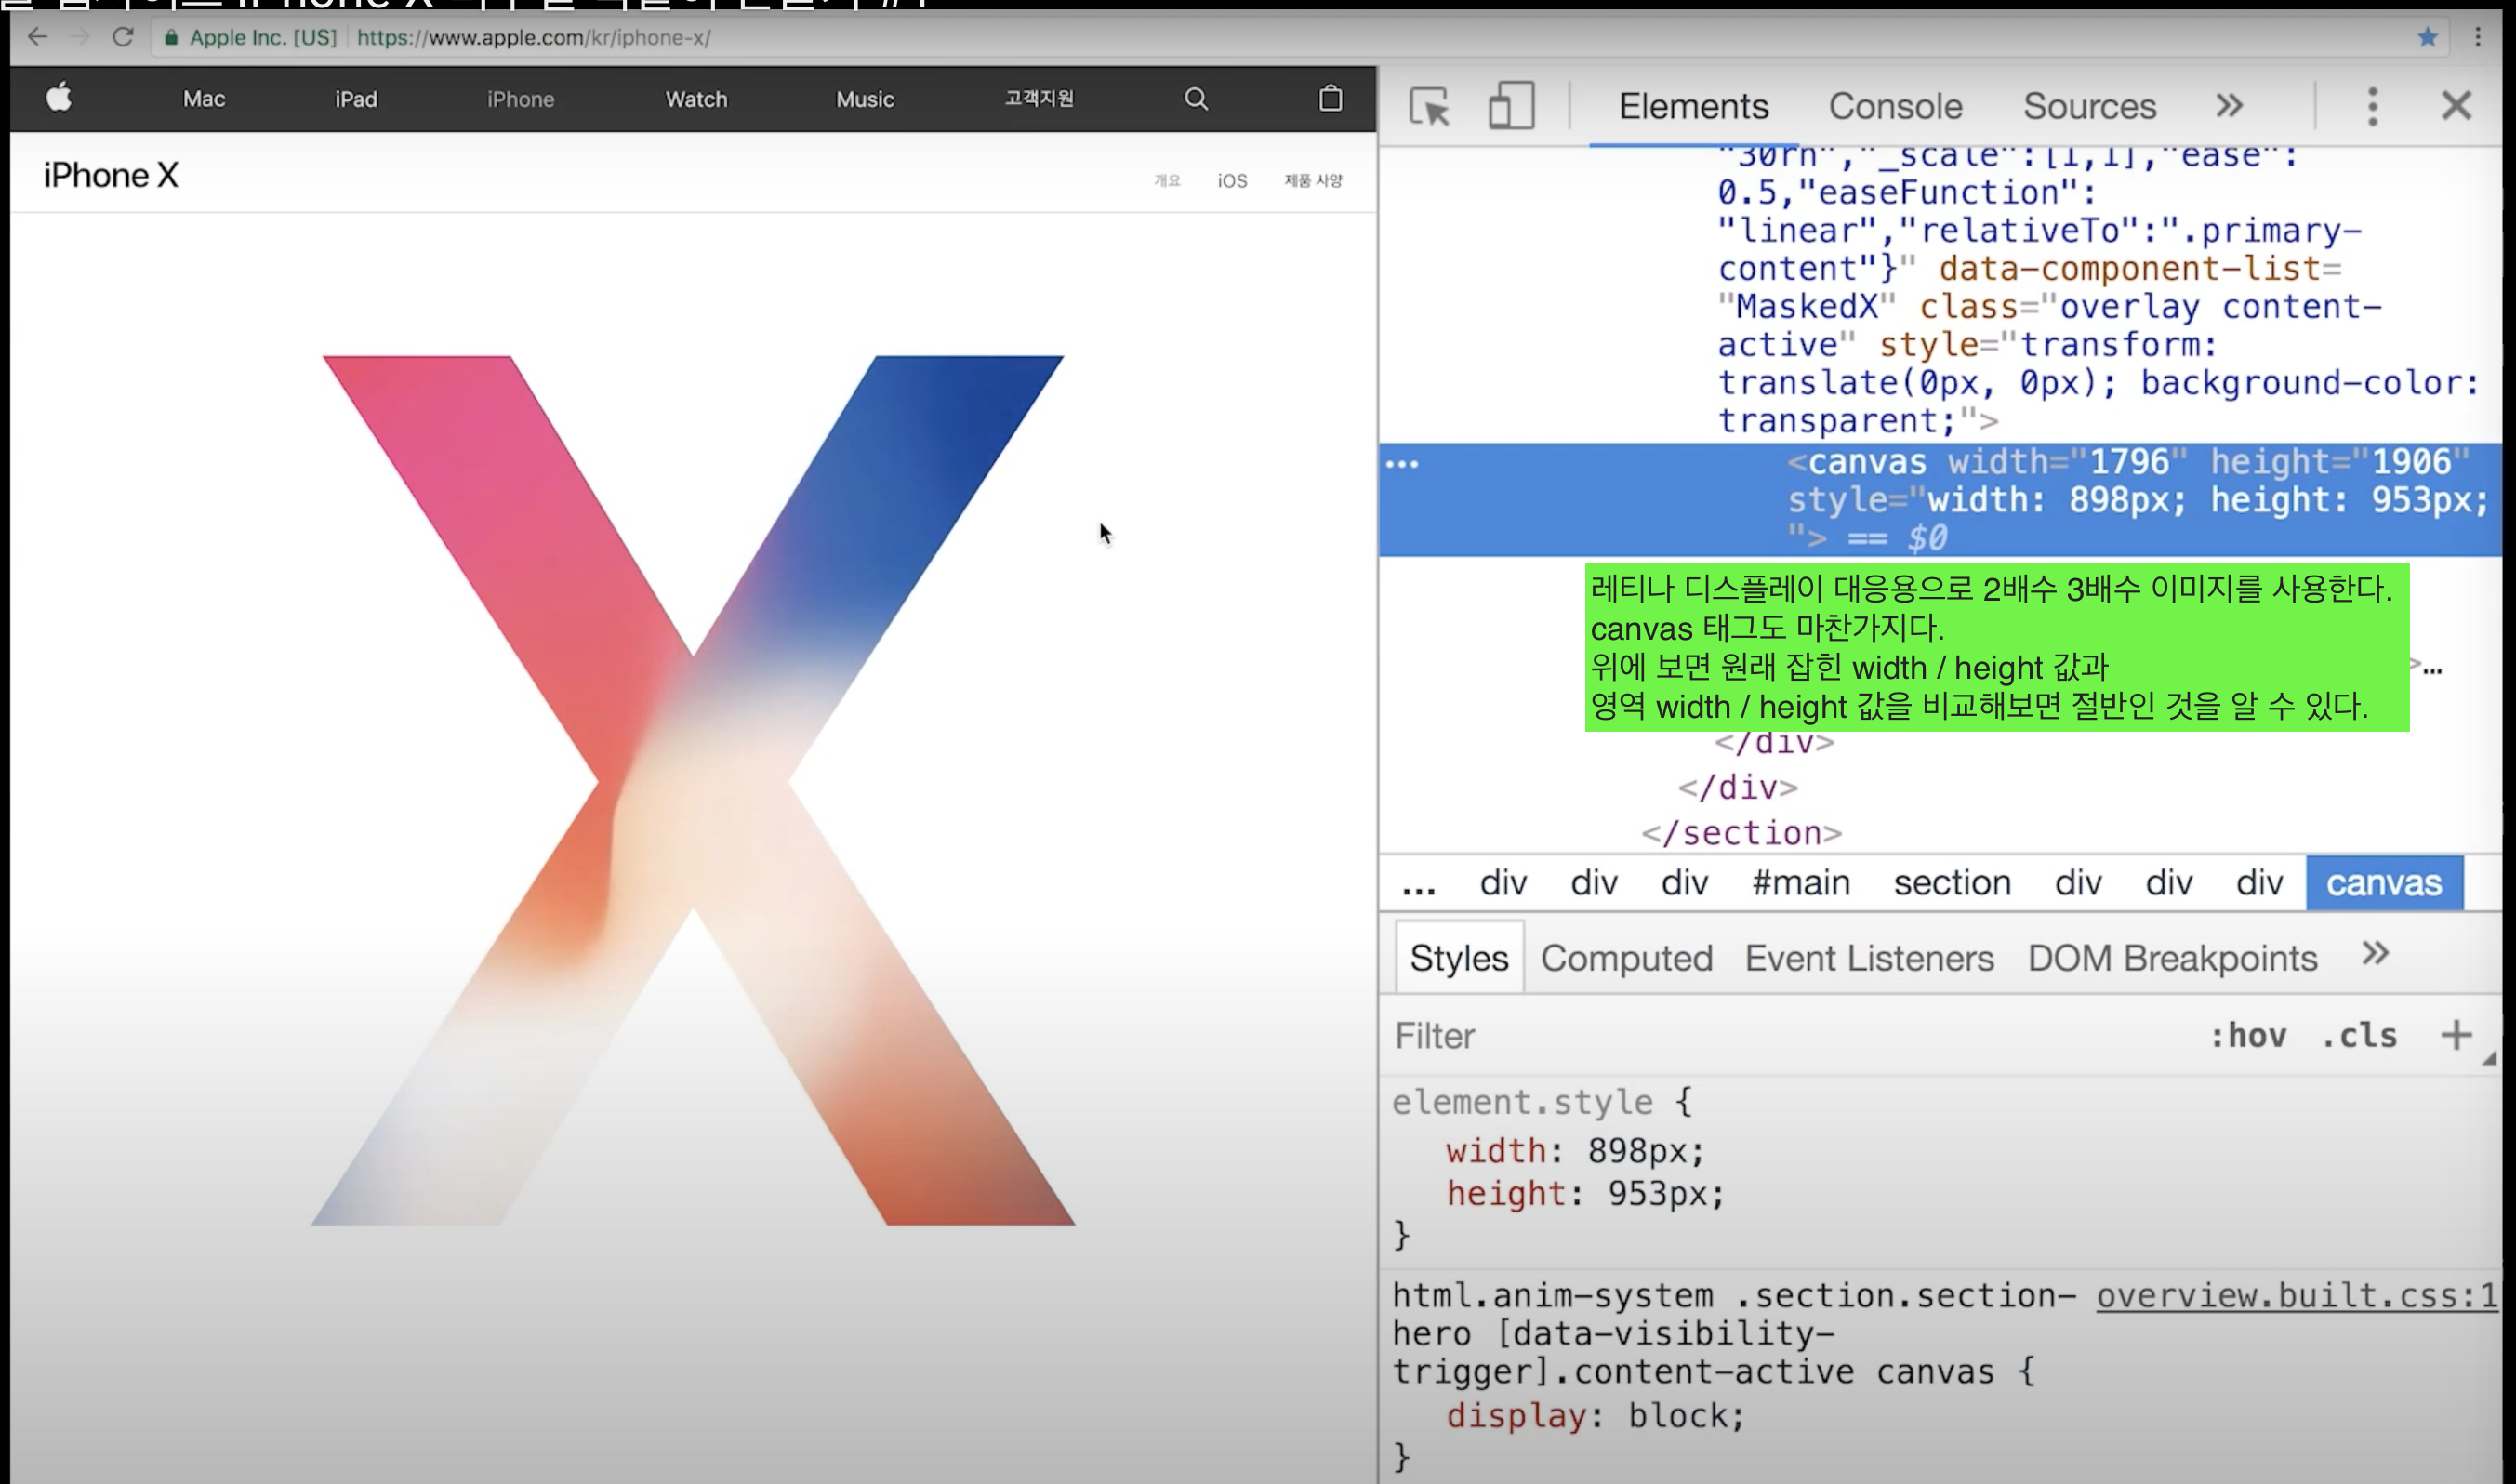 iPhone X
Apple Inc. [US] https://www.apple.com/kr/iphone-x/
Mac iPad iPhone Watch Music 고객지원
iPhone X
개요 iOS 제품 사양
Elements Console Sources »
"30rh","_scale":[1,1],"ease":
0.5,"easeFunction":
"linear","relativeTo":".primary-
content"}" data-component-list=
"MaskedX" class="overlay content-
active" style="transform:
translate(0px, 0px); background-color:
transparent;">
… <canvas width="1796" height="1906"
style="width: 898px; height: 953px;
"> == $0
레티나 디스플레이 대응용으로 2배수 3배수 이미지를 사용한다.
canvas 태그도 마찬가지다.
위에 보면 원래 잡힌 width / height 값과
영역 width / height 값을 비교해보면 절반인 것을 알 수 있다.
>…
</div>
</div>
</section>
… div div div #main section div div div canvas
Styles Computed Event Listeners DOM Breakpoints »
Filter :hov .cls +
element.style {
width: 898px;
height: 953px;
}
html.anim-system .section.section- overview.built.css:1
hero [data-visibility-
trigger].content-active canvas {
display: block;
}